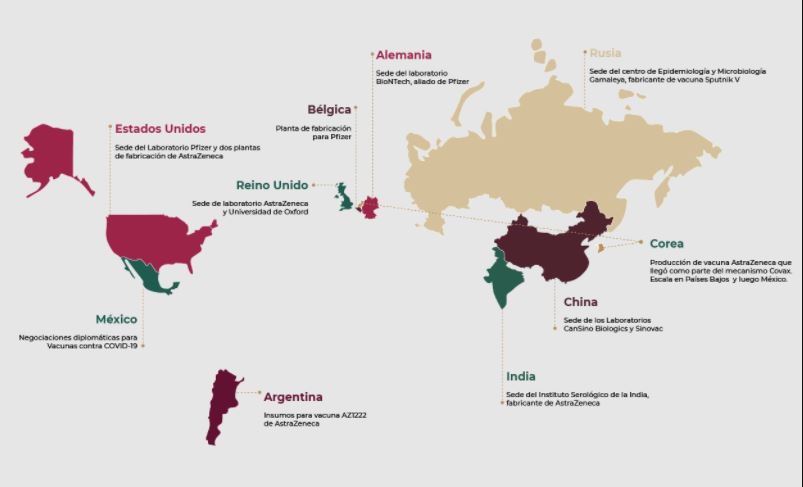 Alemania
Sede del laboratorio
BioNTech, aliado de Pfizer
Rusia
Sede del centro de Epidemiología y Microbiología
Gamaleya, fabricante de vacuna Sputnik V
Bélgica
Planta de fabricación
para Pfizer
Estados Unidos
Sede del Laboratorio Pfizer y dos plantas
de fabricación de AstraZeneca
Reino Unido
Sede de laboratorio AstraZeneca
y Universidad de Oxford
Corea
Producción de vacuna AstraZeneca que
llegó como parte del mecanismo Covax.
Escala en Países Bajos y luego México.
China
Sede de los Laboratorios
CanSino Biologics y Sinovac
México
Negociaciones diplomáticas para
Vacunas contra COVID-19
India
Sede del Instituto Serológico de la India,
fabricante de AstraZeneca
Argentina
Insumos para vacuna AZ1222
de AstraZeneca